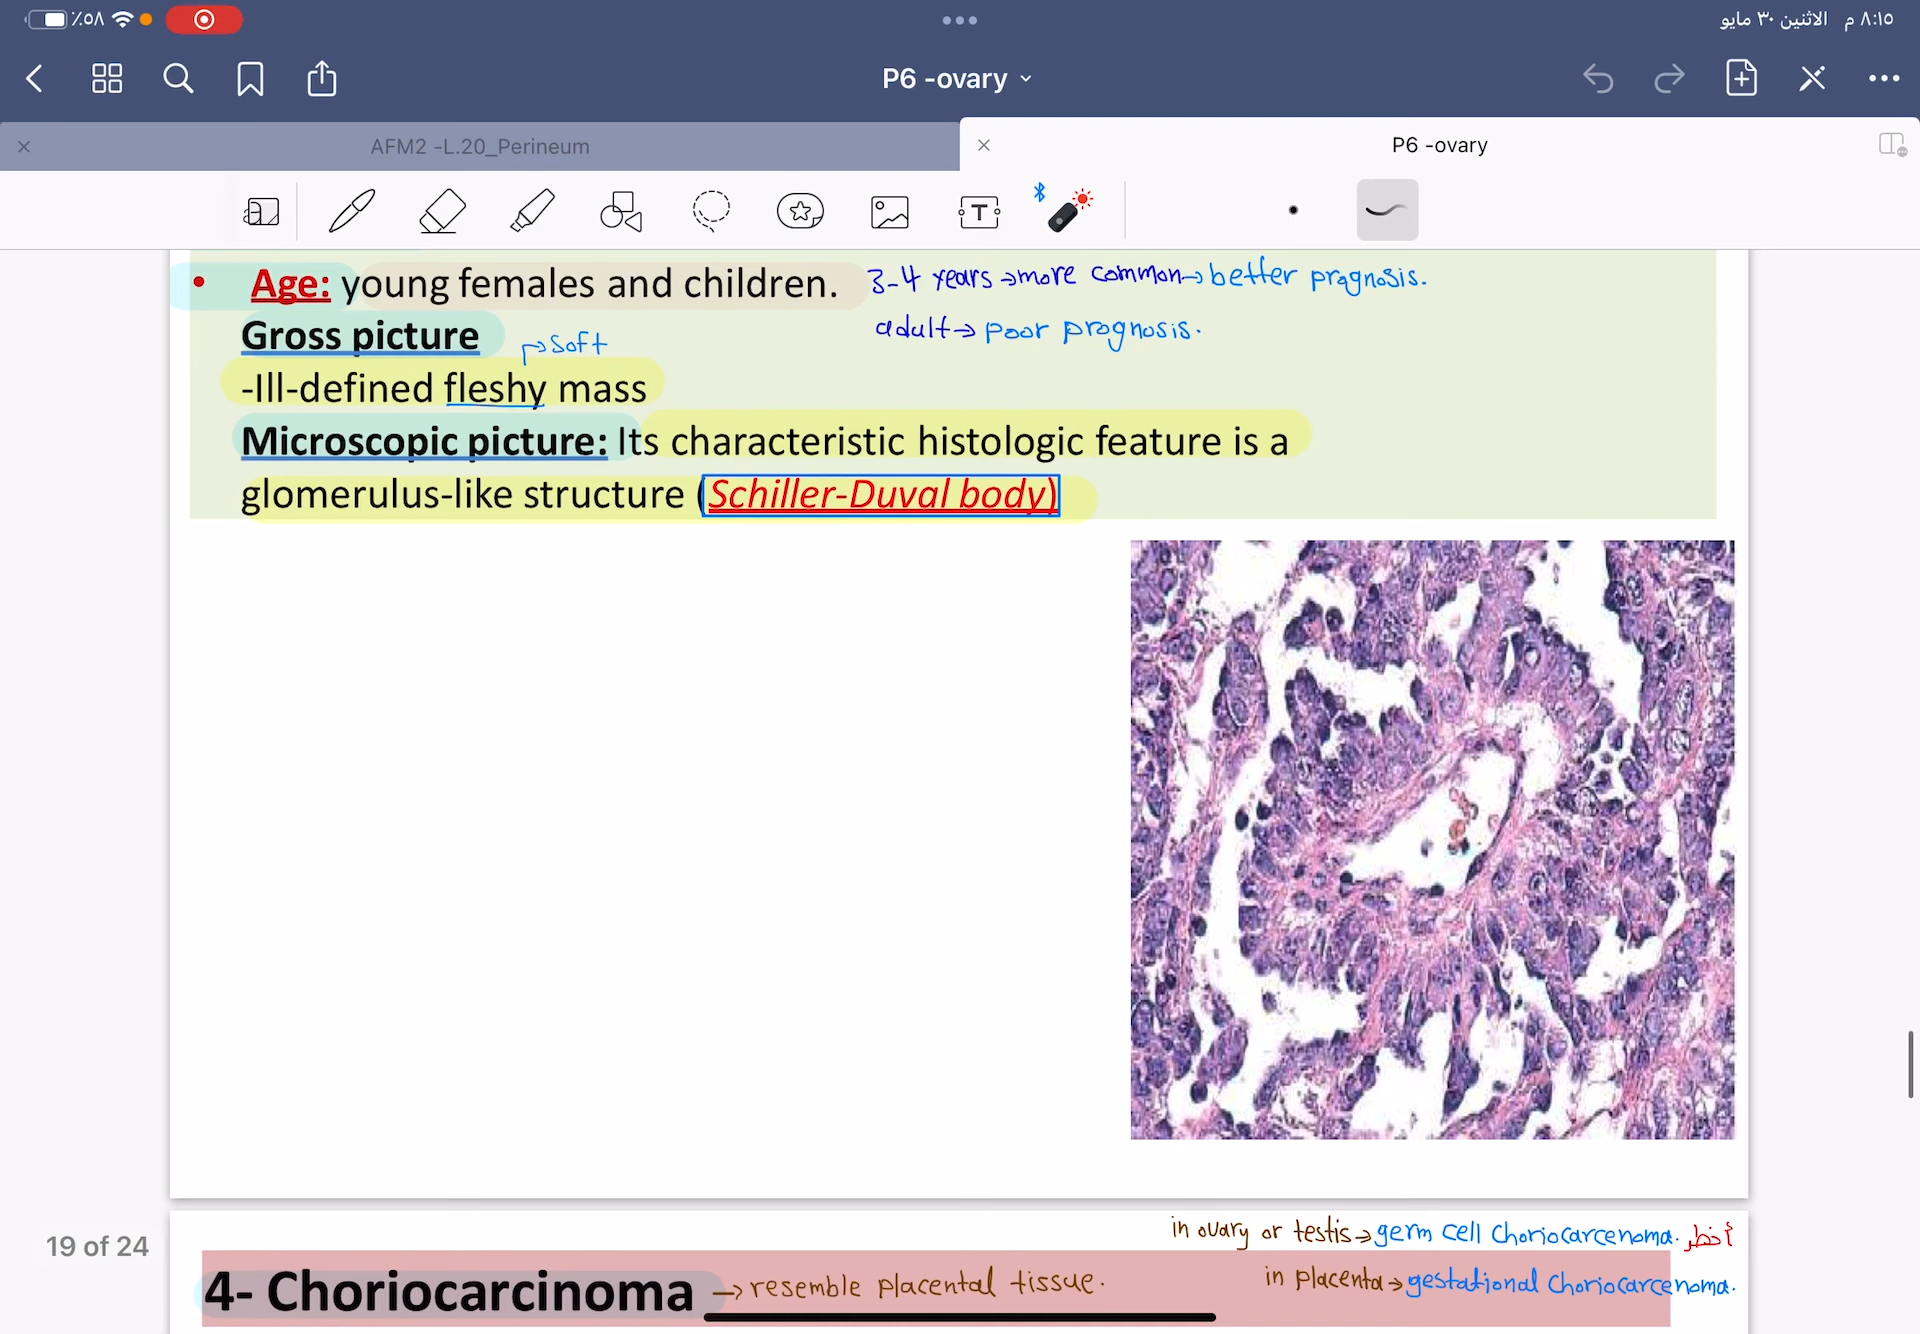 ٪٥٨
٨:١٥ م الاثنين ٣٠ مايو
P6 -ovary
AFM2 -L.20_Perineum
P6 -ovary
• Age: young females and children. 3-4 years → more common → better prognosis.
adult → poor prognosis.
Gross picture
→ Soft
-Ill-defined fleshy mass
Microscopic picture: Its characteristic histologic feature is a
glomerulus-like structure (Schiller-Duval body)
19 of 24
in ovary or testis → germ cell Choriocarcenoma. أخطر
4- Choriocarcinoma → resemble placental tissue.
in placenta → gestational Choriocarcenoma.